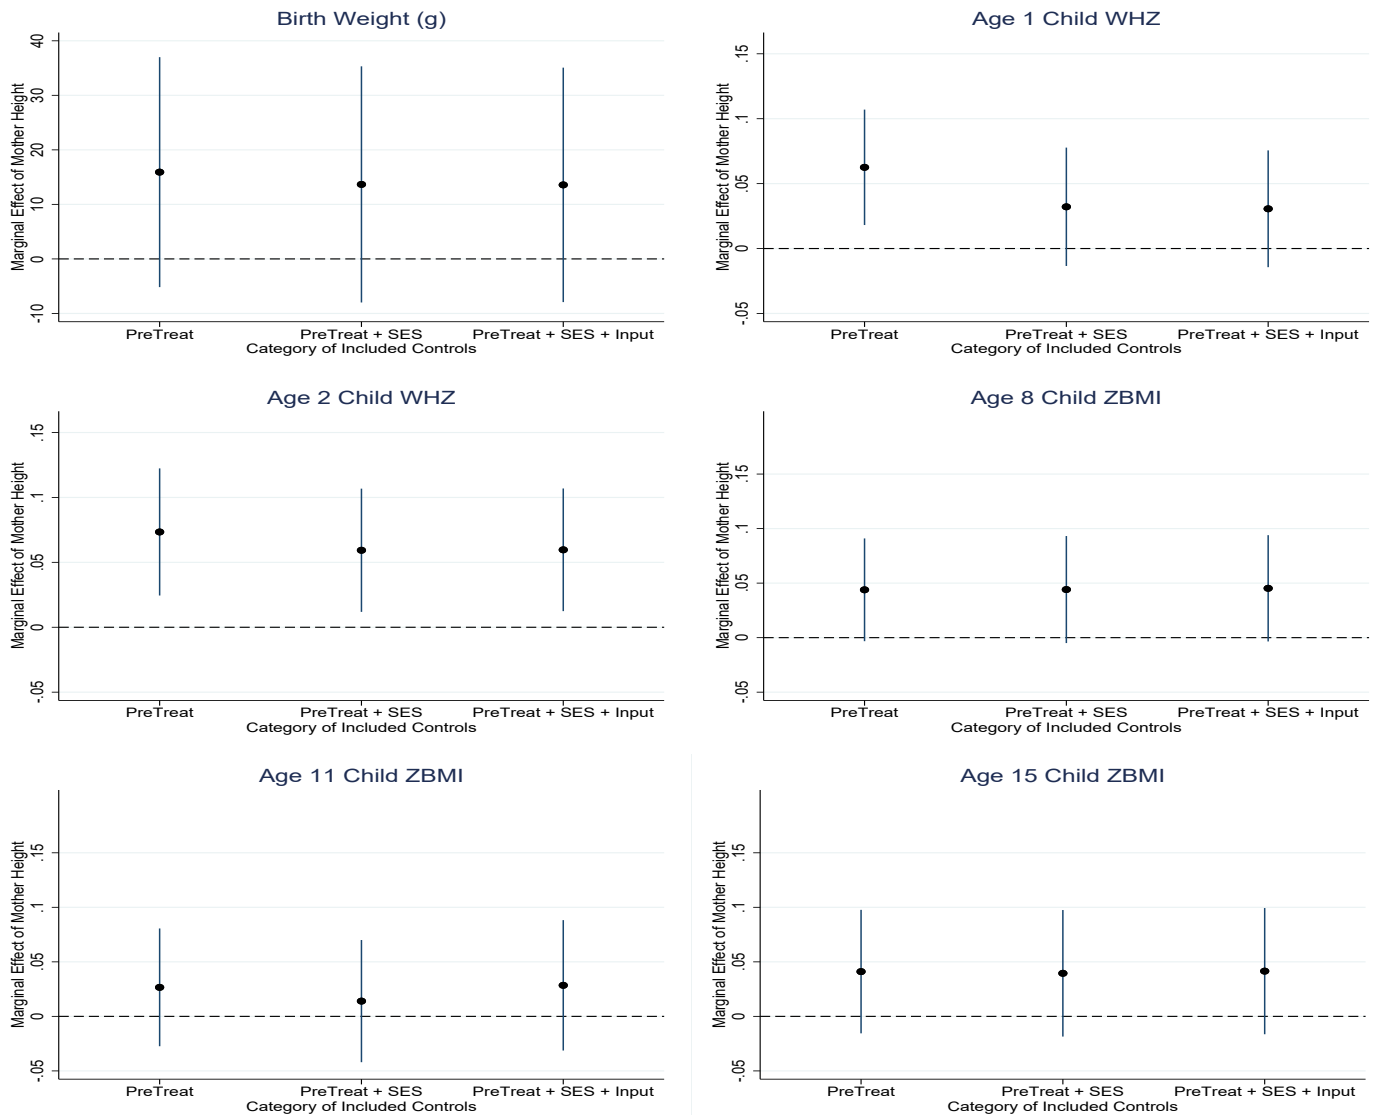 Birth Weight (g)
Marginal Effect of Mother Height
40
30
20
10
0
-10
PreTreat
PreTreat + SES
PreTreat + SES + Input
Category of Included Controls
Age 1 Child WHZ
Marginal Effect of Mother Height
.15
.1
.05
0
-.05
PreTreat
PreTreat + SES
PreTreat + SES + Input
Category of Included Controls
Age 2 Child WHZ
Marginal Effect of Mother Height
.15
.1
.05
0
-.05
PreTreat
PreTreat + SES
PreTreat + SES + Input
Category of Included Controls
Age 8 Child ZBMI
Marginal Effect of Mother Height
.15
.1
.05
0
-.05
PreTreat
PreTreat + SES
PreTreat + SES + Input
Category of Included Controls
Age 11 Child ZBMI
Marginal Effect of Mother Height
.15
.1
.05
0
-.05
PreTreat
PreTreat + SES
PreTreat + SES + Input
Category of Included Controls
Age 15 Child ZBMI
Marginal Effect of Mother Height
.15
.1
.05
0
-.05
PreTreat
PreTreat + SES
PreTreat + SES + Input
Category of Included Controls